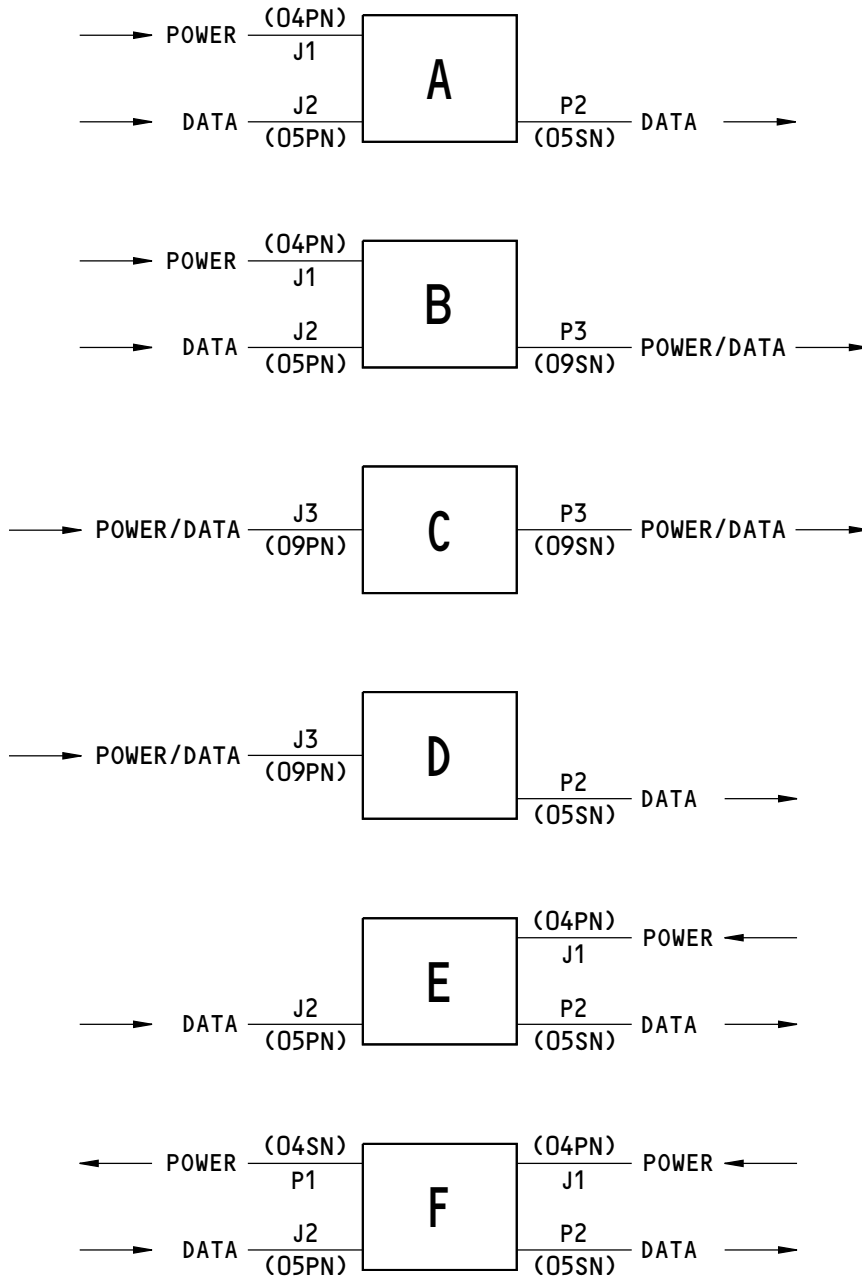 (04PN)
POWER
J1
A
J2
P2
DATA
DATA
(05PN)
(05SN)
(04PN)
POWER
J1
B
J2
P3
DATA
POWER/DATA
(05PN)
(09SN)
J3
P3
POWER/DATA
C
POWER/DATA
(09PN)
(09SN)
J3
POWER/DATA
D
(09PN)
P2
DATA
(05SN)
(04PN)
POWER
J1
E
J2
P2
DATA
DATA
(05PN)
(05SN)
(04SN)
(04PN)
POWER
POWER
P1
J1
F
J2
P2
DATA
DATA
(05PN)
(05SN)